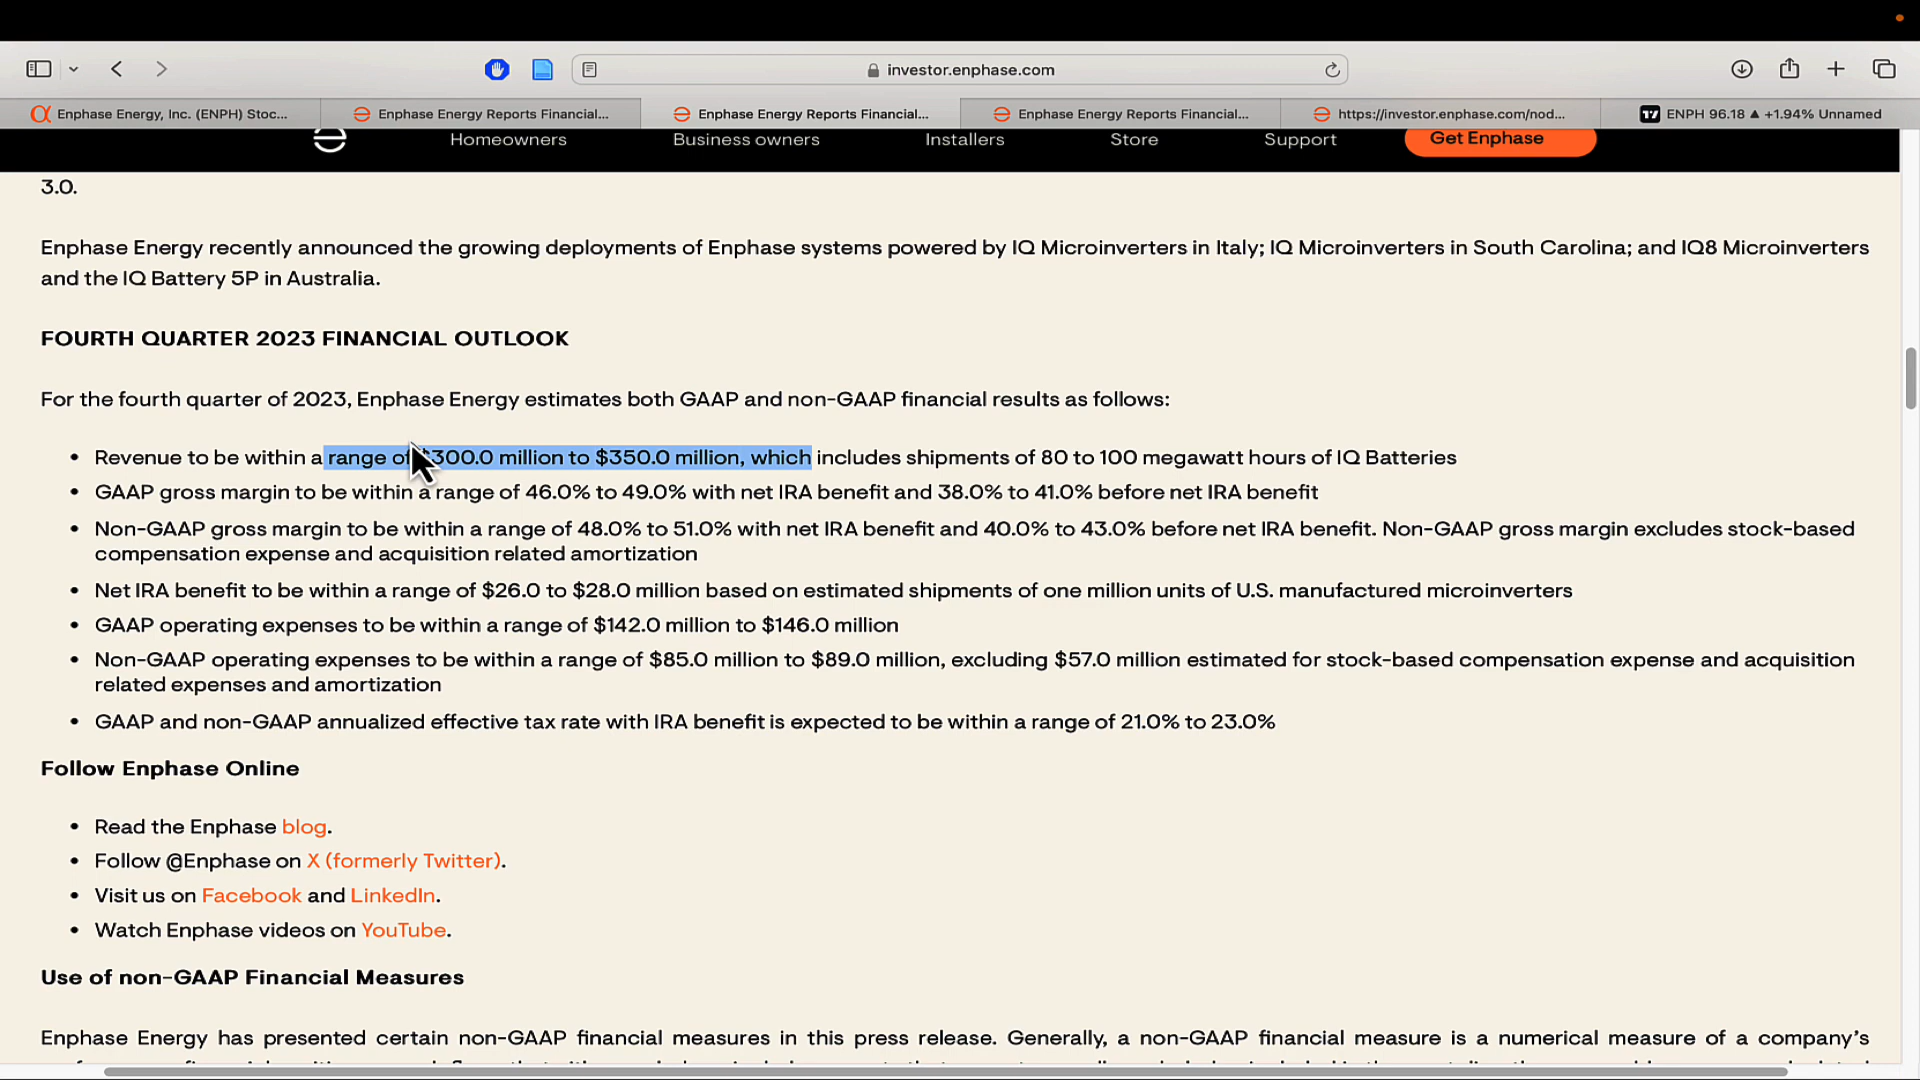 investor.enphase.com
Enphase Energy, Inc. (ENPH) Stoc...
Enphase Energy Reports Financial...
Enphase Energy Reports Financial...
Enphase Energy Reports Financial...
https://investor.enphase.com/nod...
ENPH 96.18 ▲ +1.94% Unnamed
Homeowners
Business owners
Installers
Store
Support
Get Enphase
3.0.
Enphase Energy recently announced the growing deployments of Enphase systems powered by IQ Microinverters in Italy; IQ Microinverters in South Carolina; and IQ8 Microinverters
and the IQ Battery 5P in Australia.
FOURTH QUARTER 2023 FINANCIAL OUTLOOK
For the fourth quarter of 2023, Enphase Energy estimates both GAAP and non-GAAP financial results as follows:
• Revenue to be within a range of $300.0 million to $350.0 million, which includes shipments of 80 to 100 megawatt hours of IQ Batteries
• GAAP gross margin to be within a range of 46.0% to 49.0% with net IRA benefit and 38.0% to 41.0% before net IRA benefit
• Non-GAAP gross margin to be within a range of 48.0% to 51.0% with net IRA benefit and 40.0% to 43.0% before net IRA benefit. Non-GAAP gross margin excludes stock-based
compensation expense and acquisition related amortization
• Net IRA benefit to be within a range of $26.0 to $28.0 million based on estimated shipments of one million units of U.S. manufactured microinverters
• GAAP operating expenses to be within a range of $142.0 million to $146.0 million
• Non-GAAP operating expenses to be within a range of $85.0 million to $89.0 million, excluding $57.0 million estimated for stock-based compensation expense and acquisition
related expenses and amortization
• GAAP and non-GAAP annualized effective tax rate with IRA benefit is expected to be within a range of 21.0% to 23.0%
Follow Enphase Online
• Read the Enphase blog.
• Follow @Enphase on X (formerly Twitter).
• Visit us on Facebook and LinkedIn.
• Watch Enphase videos on YouTube.
Use of non-GAAP Financial Measures
Enphase Energy has presented certain non-GAAP financial measures in this press release. Generally, a non-GAAP financial measure is a numerical measure of a company's